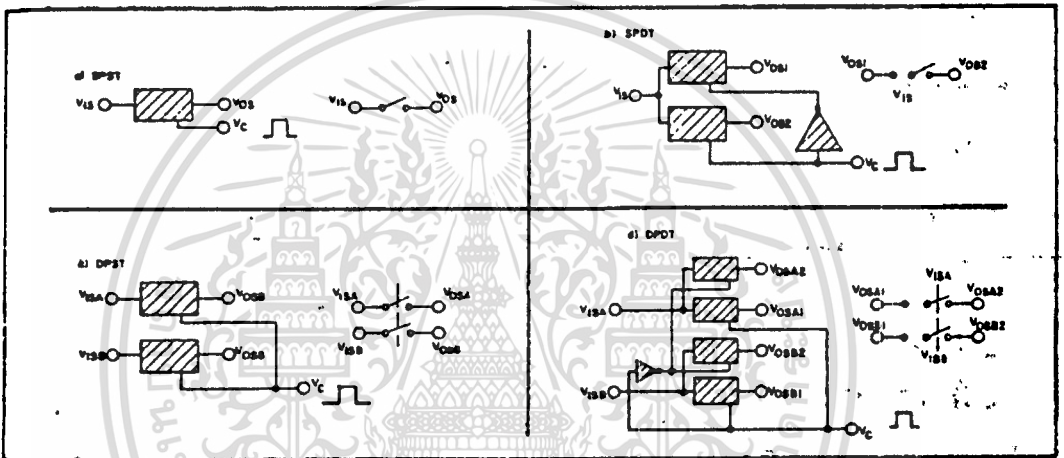 a) SPST
VIS
VOS
VC
VIS
VOS
b) SPDT
VOS1
VIS
VOS2
VC
VOS1
VOS2
VIS
c) DPST
VISA
VOSB
VISB
VOSB
VC
VISA
VOSA
VISB
VOSB
d) DPDT
VOSA2
VISA
VOSA1
VOSB2
VISB
VOSB1
VC
VISA
VOSA1
VOSA2
VOSB1
VOSB2
VISB